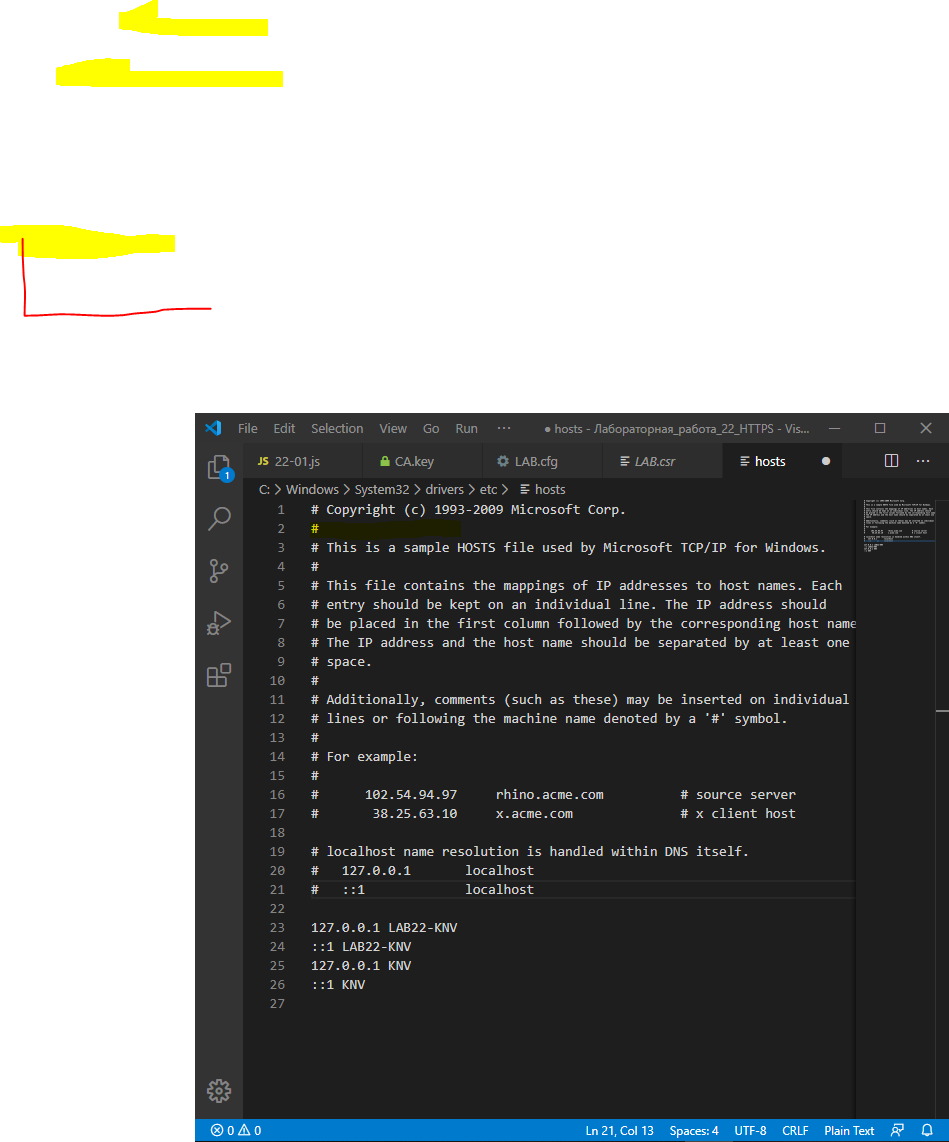 File Edit Selection View Go Run ··· ● hosts - Лабораторная_работа_22_HTTPS - Vis...
JS 22-01.js CA.key LAB.cfg LAB.csr hosts
1
C: > Windows > System32 > drivers > etc > hosts
1 # Copyright (c) 1993-2009 Microsoft Corp.
2 #
3 # This is a sample HOSTS file used by Microsoft TCP/IP for Windows.
4 #
5 # This file contains the mappings of IP addresses to host names. Each
6 # entry should be kept on an individual line. The IP address should
7 # be placed in the first column followed by the corresponding host name
8 # The IP address and the host name should be separated by at least one
9 # space.
10 #
11 # Additionally, comments (such as these) may be inserted on individual
12 # lines or following the machine name denoted by a '#' symbol.
13 #
14 # For example:
15 #
16 # 102.54.94.97 rhino.acme.com # source server
17 # 38.25.63.10 x.acme.com # x client host
18
19 # localhost name resolution is handled within DNS itself.
20 # 127.0.0.1 localhost
21 # ::1 localhost
22
23 127.0.0.1 LAB22-KNV
24 ::1 LAB22-KNV
25 127.0.0.1 KNV
26 ::1 KNV
27
0 0 Ln 21, Col 13 Spaces: 4 UTF-8 CRLF Plain Text